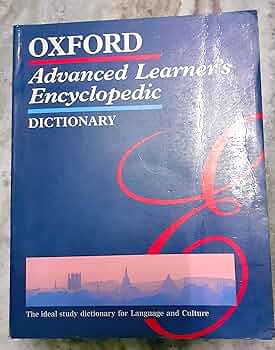 OXFORD
Advanced Learner's
Encyclopedic
DICTIONARY
The ideal study dictionary for Language and Culture